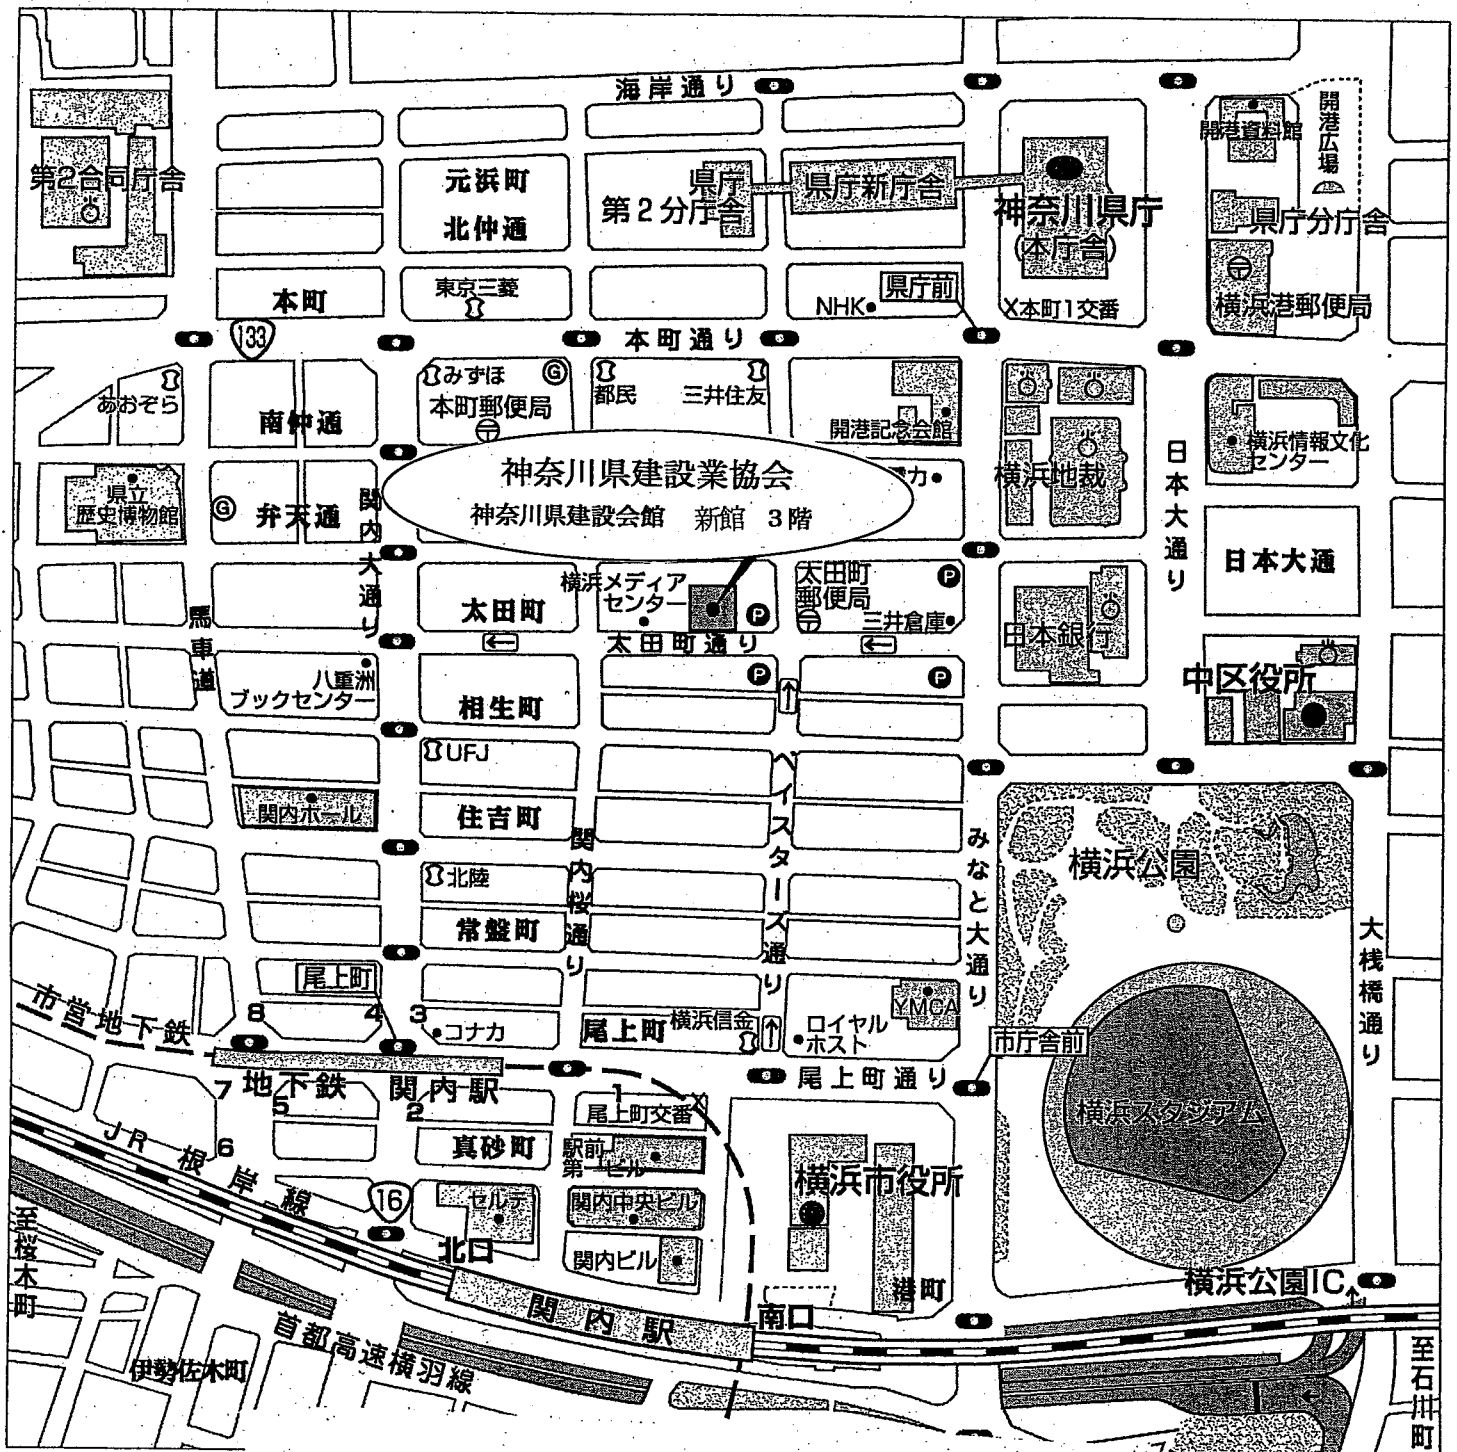 海岸通り
開港資料館
開港広場
第2合同庁舎
元浜町
北仲通
県庁
第2分庁舎
県庁新庁舎
神奈川県庁
(本庁舎)
県庁分庁舎
横浜港郵便局
本町
東京三菱
NHK
県庁前
X本町1交番
133
本町通り
あおぞら
南仲通
みずほ
G
本町郵便局
都民
三井住友
開港記念会館
横浜地裁
日本大通り
横浜情報文化
センター
県立
歴史博物館
G
弁天通
関内大通り
神奈川県建設業協会
神奈川県建設会館 新館 3階
力
日本大通
馬車道
太田町
横浜メディア
センター
P
太田町
郵便局
P
三井倉庫
日本銀行
太田町通り
八重洲
ブックセンター
相生町
P
P
中区役所
UFJ
ベイスターズ通り
関内ホール
住吉町
関内桜通り
みなと大通り
横浜公園
北陸
常盤町
大桟橋通り
尾上町
市営地下鉄
8
4
3
コナカ
尾上町
横浜信金
ロイヤル
ホスト
YMCA
市庁舎前
尾上町通り
地下鉄 関内駅
7
5
2
1
尾上町交番
X
横浜スタジアム
6
JR根岸線
真砂町
駅前
第一ビル
横浜市役所
16
セルテ
関内中央ビル
北口
関内ビル
港町
至桜木町
関内駅
南口
横浜公園IC
首都高速横羽線
伊勢佐木町
至石川町